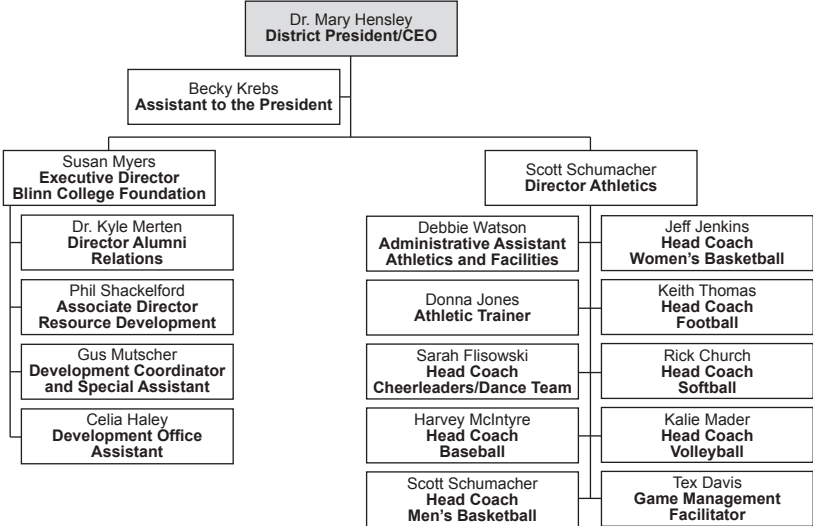 Dr. Mary Hensley
District President/CEO
Becky Krebs
Assistant to the President
Susan Myers
Executive Director
Blinn College Foundation
Dr. Kyle Merten
Director Alumni
Relations
Phil Shackelford
Associate Director
Resource Development
Gus Mutscher
Development Coordinator
and Special Assistant
Celia Haley
Development Office
Assistant
Scott Schumacher
Director Athletics
Debbie Watson
Administrative Assistant
Athletics and Facilities
Donna Jones
Athletic Trainer
Sarah Flisowski
Head Coach
Cheerleaders/Dance Team
Harvey McIntyre
Head Coach
Baseball
Scott Schumacher
Head Coach
Men's Basketball
Jeff Jenkins
Head Coach
Women's Basketball
Keith Thomas
Head Coach
Football
Rick Church
Head Coach
Softball
Kalie Mader
Head Coach
Volleyball
Tex Davis
Game Management
Facilitator